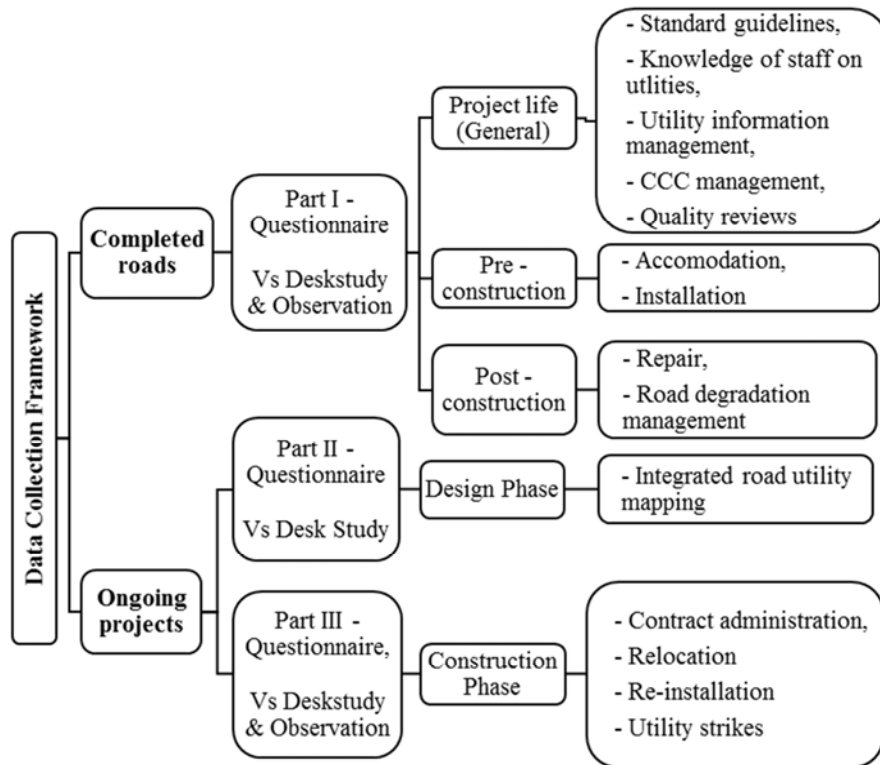 Data Collection Framework
Completed
roads
Part I -
Questionnaire
Vs Deskstudy
& Observation
Project life
(General)
- Standard guidelines,
- Knowledge of staff on
utlities,
- Utility information
management,
- CCC management,
- Quality reviews
Pre -
construction
- Accomodation,
- Installation
Post -
construction
- Repair,
- Road degradation
management
Ongoing
projects
Part II -
Questionnaire
Vs Desk Study
Design Phase
- Integrated road utility
mapping
Part III -
Questionnaire,
Vs Deskstudy
& Observation
Construction
Phase
- Contract administration,
- Relocation
- Re-installation
- Utility strikes